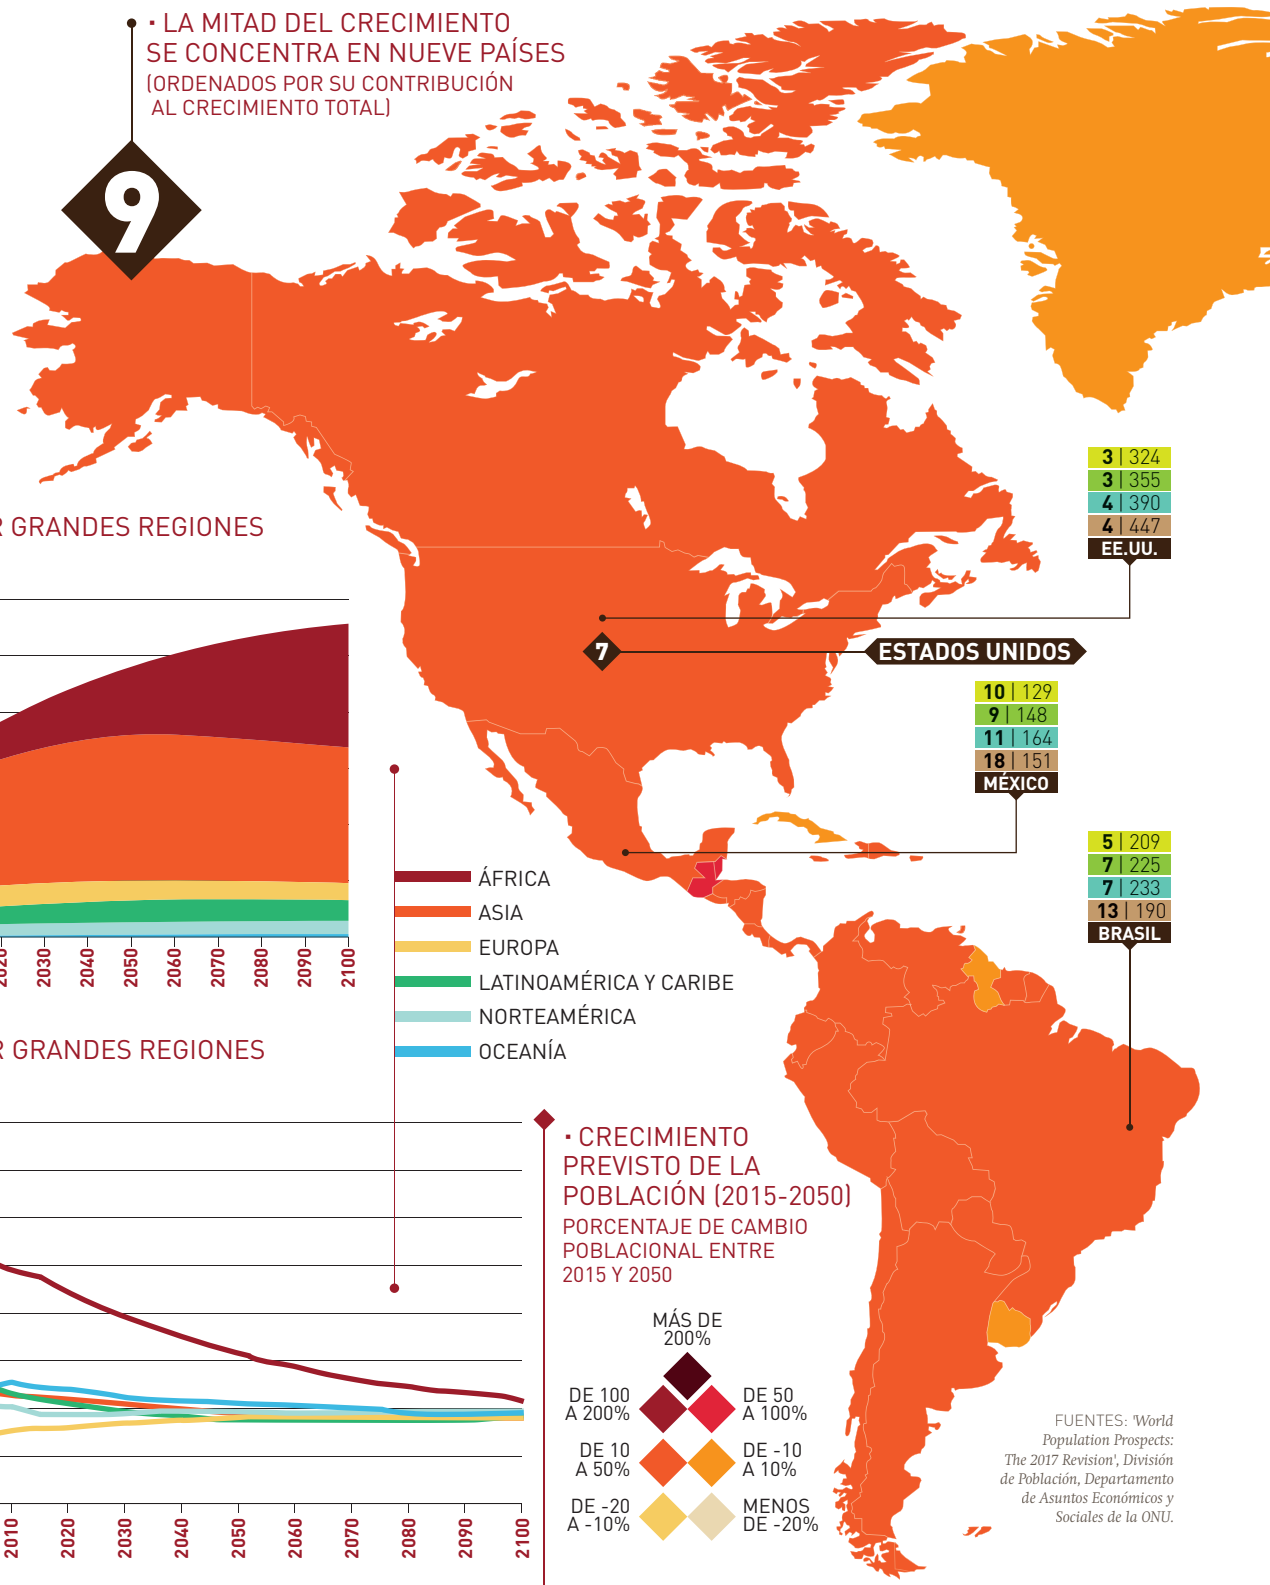 · LA MITAD DEL CRECIMIENTO
SE CONCENTRA EN NUEVE PAÍSES
(ORDENADOS POR SU CONTRIBUCIÓN
AL CRECIMIENTO TOTAL)
9
3 | 324
3 | 355
4 | 390
4 | 447
EE.UU.
7
ESTADOS UNIDOS
10 | 129
9 | 148
11 | 164
18 | 151
MÉXICO
5 | 209
7 | 225
7 | 233
13 | 190
BRASIL
R GRANDES REGIONES
2020 2030 2040 2050 2060 2070 2080 2090 2100
ÁFRICA
ASIA
EUROPA
LATINOAMÉRICA Y CARIBE
NORTEAMÉRICA
OCEANÍA
R GRANDES REGIONES
2010 2020 2030 2040 2050 2060 2070 2080 2090 2100
· CRECIMIENTO
PREVISTO DE LA
POBLACIÓN (2015-2050)
PORCENTAJE DE CAMBIO
POBLACIONAL ENTRE
2015 Y 2050
MÁS DE
200%
DE 100
A 200%
DE 50
A 100%
DE 10
A 50%
DE -10
A 10%
DE -20
A -10%
MENOS
DE -20%
FUENTES: 'World
Population Prospects:
The 2017 Revision', División
de Población, Departamento
de Asuntos Económicos y
Sociales de la ONU.